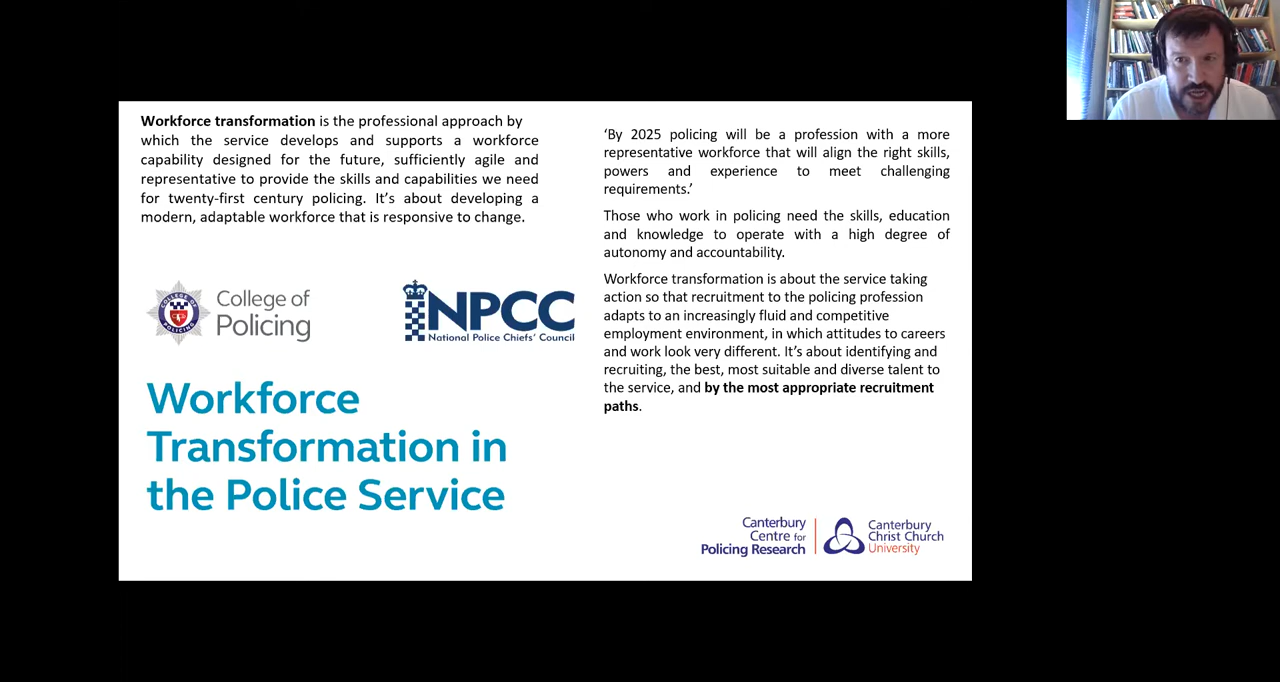 Workforce transformation is the professional approach by
which the service develops and supports a workforce
capability designed for the future, sufficiently agile and
representative to provide the skills and capabilities we need
for twenty-first century policing. It's about developing a
modern, adaptable workforce that is responsive to change.
COLLEGE OF POLICING
College of
Policing
NPCC
National Police Chiefs' Council
Workforce
Transformation in
the Police Service
‘By 2025 policing will be a profession with a more
representative workforce that will align the right skills,
powers and experience to meet challenging
requirements.’
Those who work in policing need the skills, education
and knowledge to operate with a high degree of
autonomy and accountability.
Workforce transformation is about the service taking
action so that recruitment to the policing profession
adapts to an increasingly fluid and competitive
employment environment, in which attitudes to careers
and work look very different. It's about identifying and
recruiting, the best, most suitable and diverse talent to
the service, and by the most appropriate recruitment
paths.
Canterbury
Centre for
Policing Research
Canterbury
Christ Church
University